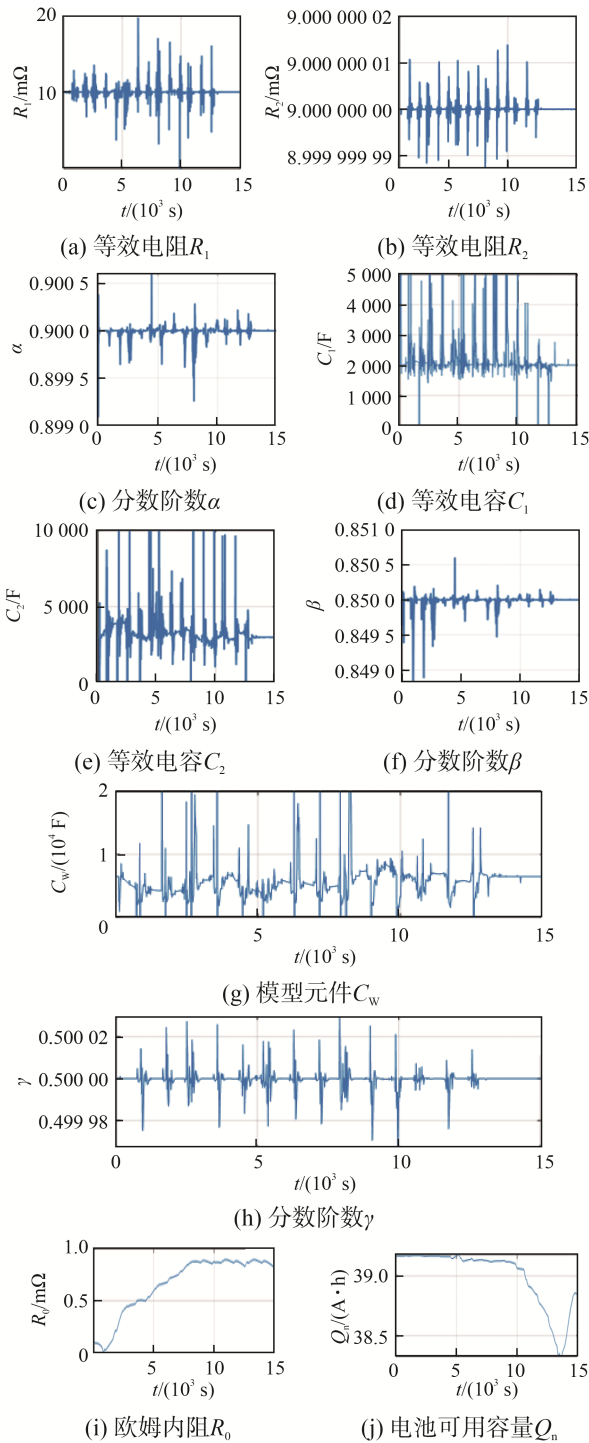 20
10
R₁/mΩ
0 5 10 15
t/(10³ s)
(a) 等效电阻R₁
9.000 000 02
9.000 000 01
9.000 000 00
8.999 999 99
R₂/mΩ
0 5 10 15
t/(10³ s)
(b) 等效电阻R₂
0.900 5
0.900 0
0.899 5
0.899 0
α
0 5 10 15
t/(10³ s)
(c) 分数阶数α
5 000
4 000
3 000
2 000
1 000
C₁/F
0 5 10 15
t/(10³ s)
(d) 等效电容C₁
10 000
5 000
0
C₂/F
0 5 10 15
t/(10³ s)
(e) 等效电容C₂
0.851 0
0.850 5
0.850 0
0.849 5
0.849 0
β
0 5 10 15
t/(10³ s)
(f) 分数阶数β
2
1
0
C_W/(10⁴ F)
5 10 15
t/(10³ s)
(g) 模型元件C_W
0.500 02
0.500 00
0.499 98
γ
0 5 10 15
t/(10³ s)
(h) 分数阶数γ
1.0
0.5
0
R₀/mΩ
5 10 15
t/(10³ s)
(i) 欧姆内阻R₀
39.0
38.5
Qₙ/(A·h)
0 5 10 15
t/(10³ s)
(j) 电池可用容量Qₙ